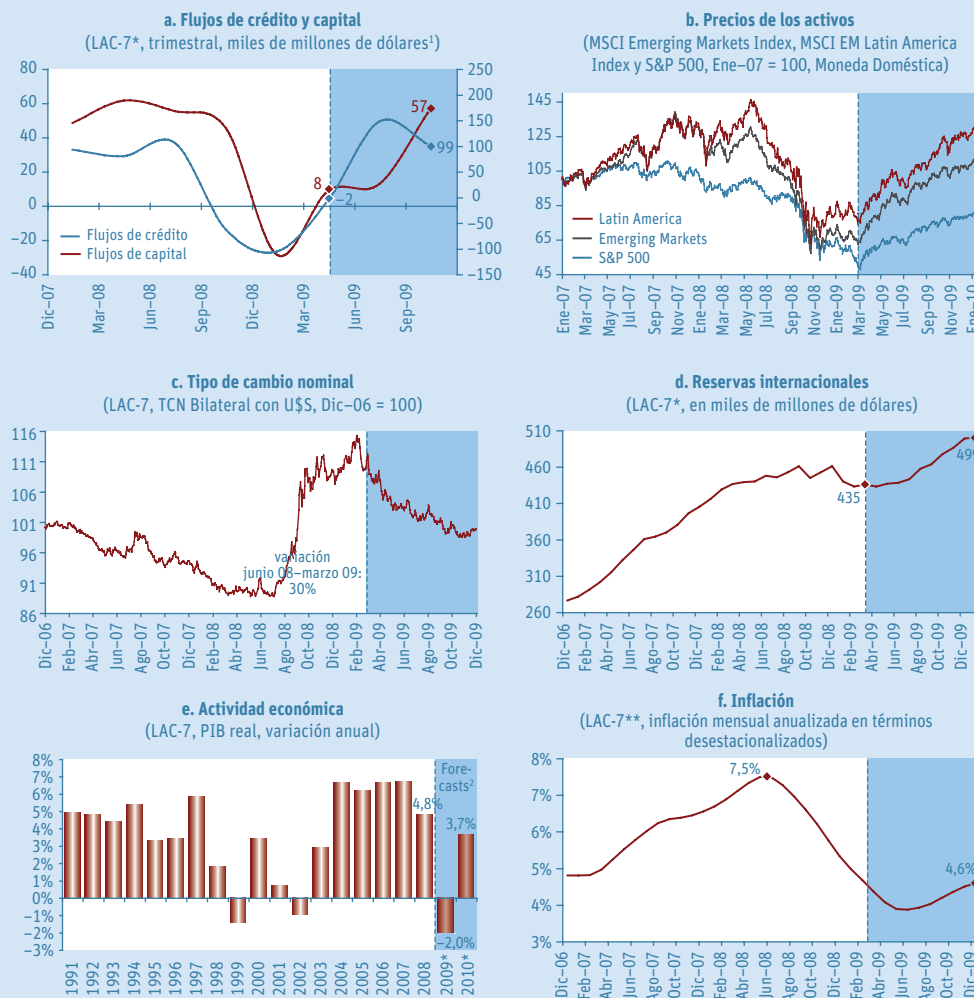 a. Flujos de crédito y capital
(LAC-7*, trimestral, miles de millones de dólares¹)
80
60
40
20
0
−20
−40
250
200
150
100
50
0
−50
−100
−150
57
99
8
−2
Flujos de crédito
Flujos de capital
Dic−07
Mar−08
Jun−08
Sep−08
Dic−08
Mar−09
Jun−09
Sep−09
b. Precios de los activos
(MSCI Emerging Markets Index, MSCI EM Latin America
Index y S&P 500, Ene−07 = 100, Moneda Doméstica)
145
125
105
85
65
45
Latin America
Emerging Markets
S&P 500
Ene−07
Mar−07
May−07
Jul−07
Sep−07
Nov−07
Ene−08
Mar−08
May−08
Jul−08
Sep−08
Nov−08
Ene−09
Mar−09
May−09
Jul−09
Sep−09
Nov−09
Ene−10
c. Tipo de cambio nominal
(LAC-7, TCN Bilateral con U$S, Dic−06 = 100)
116
111
106
101
96
91
86
variación
junio 08−marzo 09:
30%
Dic−06
Feb−07
Abr−07
Jun−07
Ago−07
Oct−07
Dic−08
Feb−08
Abr−08
Jun−08
Ago−08
Oct−08
Dic−08
Feb−09
Abr−09
Jun−09
Ago−09
Oct−09
Dic−09
d. Reservas internacionales
(LAC-7*, en miles de millones de dólares)
510
460
410
360
310
260
435
499
Dic−06
Feb−07
Abr−07
Jun−07
Ago−07
Oct−07
Dic−08
Feb−08
Abr−08
Jun−08
Ago−08
Oct−08
Dic−08
Feb−09
Abr−09
Jun−09
Ago−09
Oct−09
Dic−09
e. Actividad económica
(LAC-7, PIB real, variación anual)
8%
7%
6%
5%
4%
3%
2%
1%
0%
−1%
−2%
−3%
Fore-
casts²
4,8%
3,7%
−2,0%
1991
1992
1993
1994
1995
1996
1997
1998
1999
2000
2001
2002
2003
2004
2005
2006
2007
2008
2009*
2010*
f. Inflación
(LAC-7**, inflación mensual anualizada en términos
desestacionalizados)
8%
7%
6%
5%
4%
3%
7,5%
4,6%
Dic−06
Feb−07
Abr−07
Jun−07
Ago−07
Oct−07
Dic−08
Feb−08
Abr−08
Jun−08
Ago−08
Oct−08
Dic−08
Feb−09
Abr−09
Jun−09
Ago−09
Oct−09
Dic−09